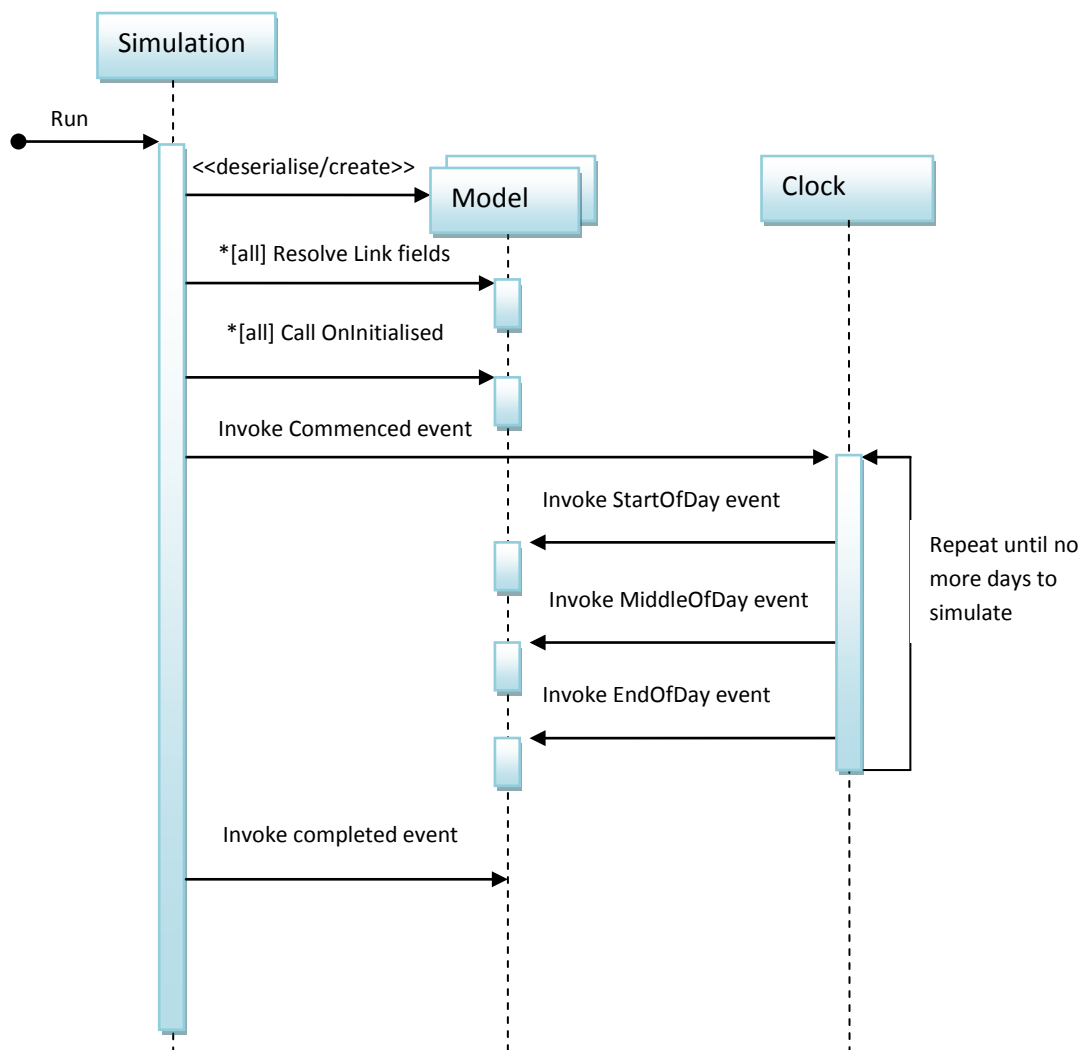 Simulation
Run
<<deserialise/create>>
Model
Clock
*[all] Resolve Link fields
*[all] Call OnInitialised
Invoke Commenced event
Invoke StartOfDay event
Repeat until no
more days to
simulate
Invoke MiddleOfDay event
Invoke EndOfDay event
Invoke completed event